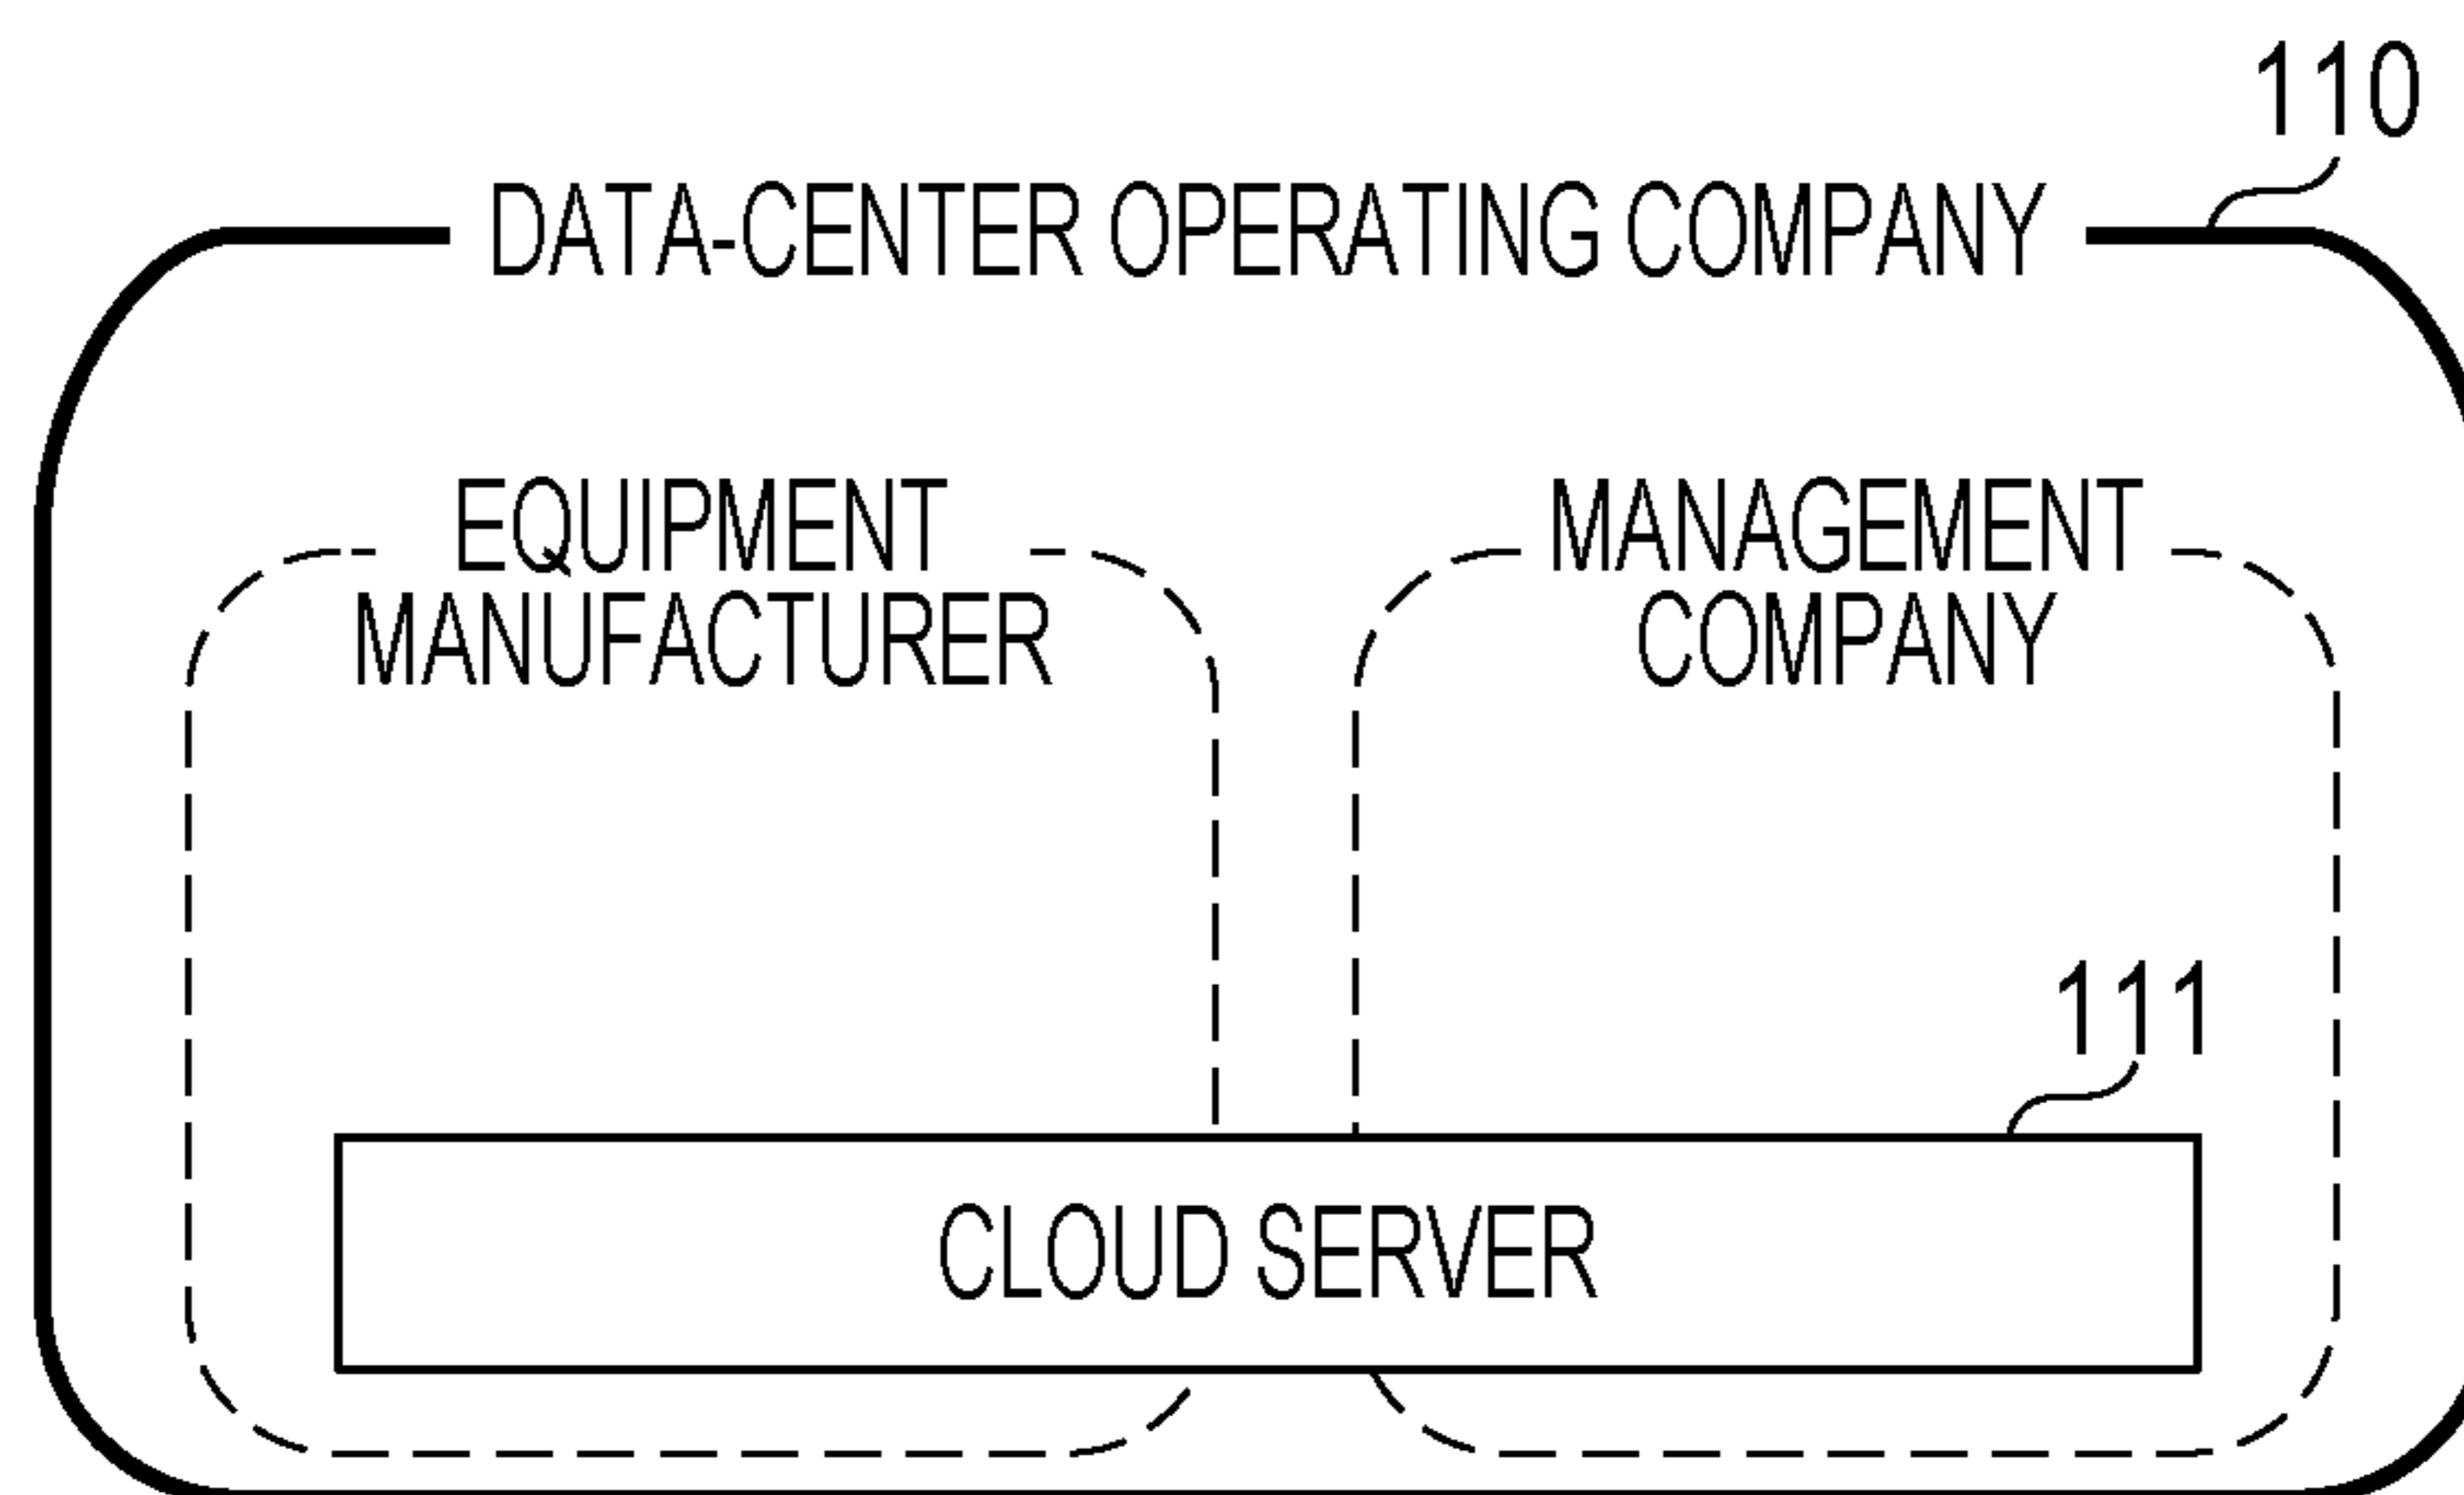 110
DATA-CENTER OPERATING COMPANY
EQUIPMENT
MANUFACTURER
MANAGEMENT
COMPANY
111
CLOUD SERVER